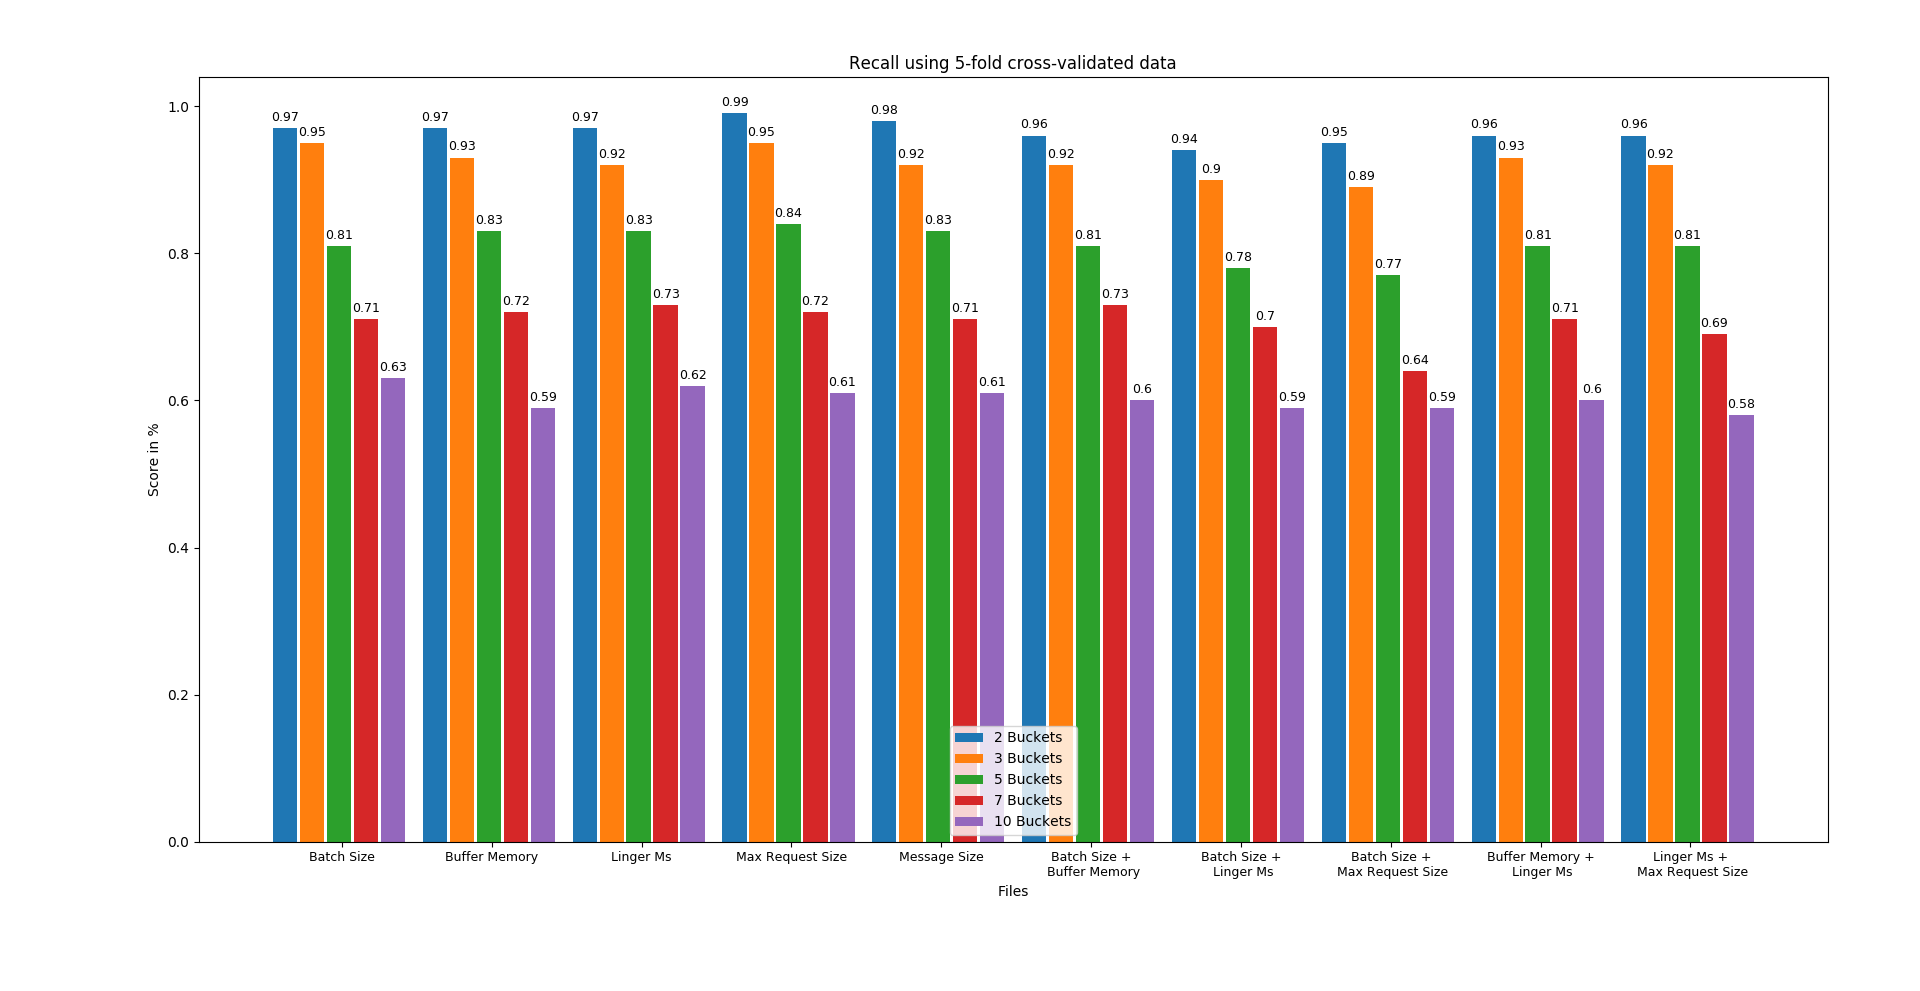 Recall using 5-fold cross-validated data
Score in %
1.0
0.8
0.6
0.4
0.2
0.0
0.97 0.95 0.81 0.71 0.63
0.97 0.93 0.83 0.72 0.59
0.97 0.92 0.83 0.73 0.62
0.99 0.95 0.84 0.72 0.61
0.98 0.92 0.83 0.71 0.61
0.96 0.92 0.81 0.73 0.6
0.94 0.9 0.78 0.7 0.59
0.95 0.89 0.77 0.64 0.59
0.96 0.93 0.81 0.71 0.6
0.96 0.92 0.81 0.69 0.58
2 Buckets
3 Buckets
5 Buckets
7 Buckets
10 Buckets
Batch Size
Buffer Memory
Linger Ms
Max Request Size
Message Size
Batch Size +
Buffer Memory
Batch Size +
Linger Ms
Batch Size +
Max Request Size
Buffer Memory +
Linger Ms
Linger Ms +
Max Request Size
Files